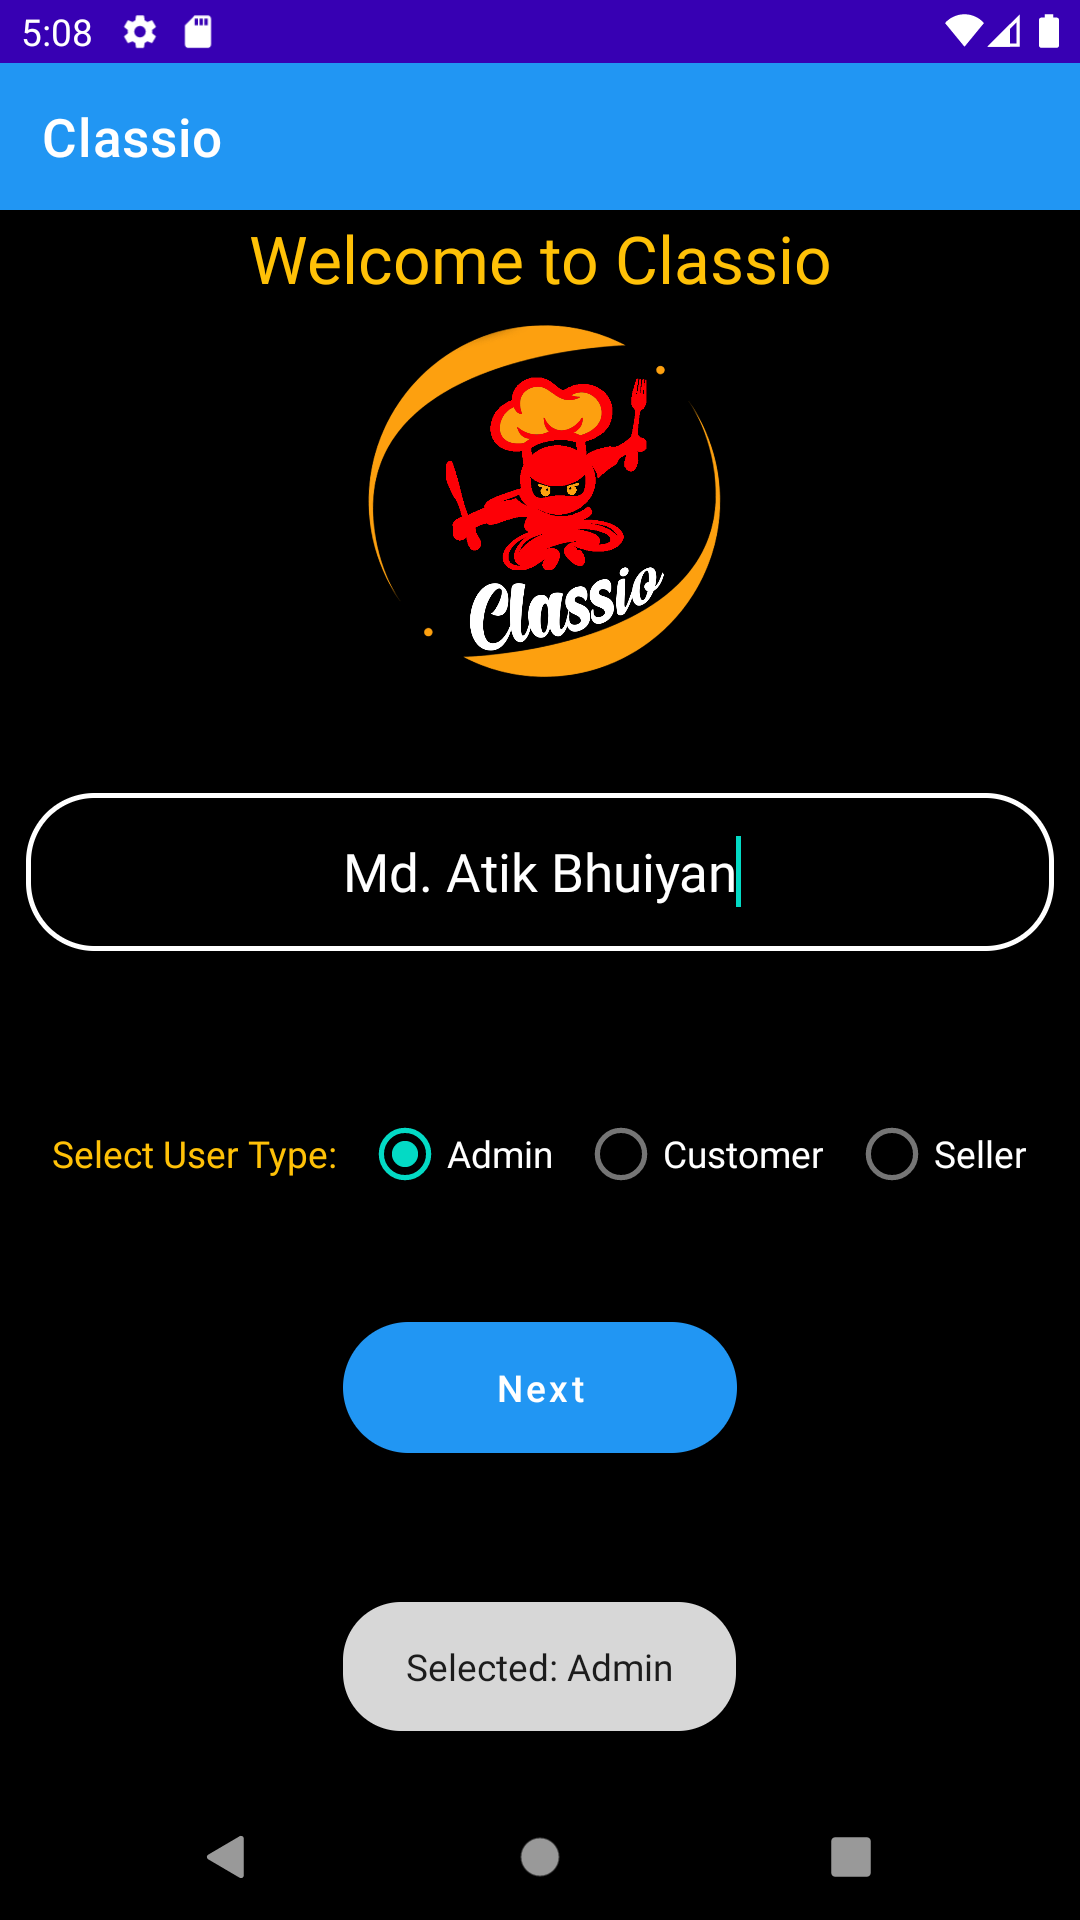 5:08
Classio
Welcome to Classio
Classio
Md. Atik Bhuiyan
Select User Type: Admin Customer Seller
Next
Selected: Admin